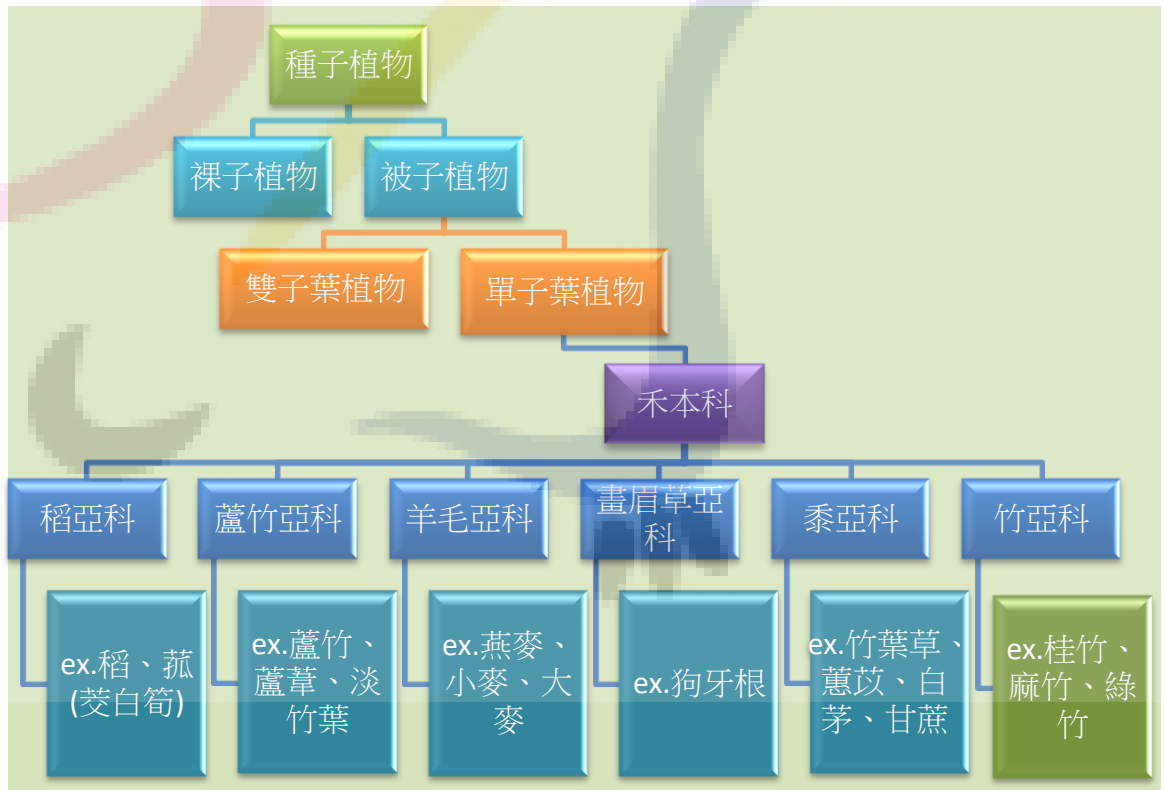 種子植物
裸子植物
被子植物
雙子葉植物
單子葉植物
禾本科
稻亞科
蘆竹亞科
羊毛亞科
畫眉草亞
科
黍亞科
竹亞科
ex.稻、菰
(茭白筍)
ex.蘆竹、
蘆葦、淡
竹葉
ex.燕麥、
小麥、大
麥
ex.狗牙根
ex.竹葉草、
蕙苡、白
茅、甘蔗
ex.桂竹、
麻竹、綠
竹